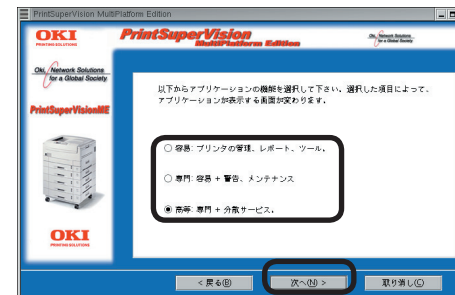 PrintSuperVision MultiPlatform Edition
OKI
PRINTING SOLUTIONS
PrintSuperVision
MultiPlatform Edition
Oki, Network Solutions
for a Global Society
Oki, Network Solutions
for a Global Society
PrintSuperVisionME
以下からアプリケーションの機能を選択して下さい。選択した項目によって、
アプリケーションが表示する画面が変わります。
容易: プリンタの管理、レポート、ツール。
専門: 容易 + 警告、メンテナンス
高等: 専門 + 分散サービス。
OKI
PRINTING SOLUTIONS
< 戻る(B)
次へ(N) >
取り消し(C)